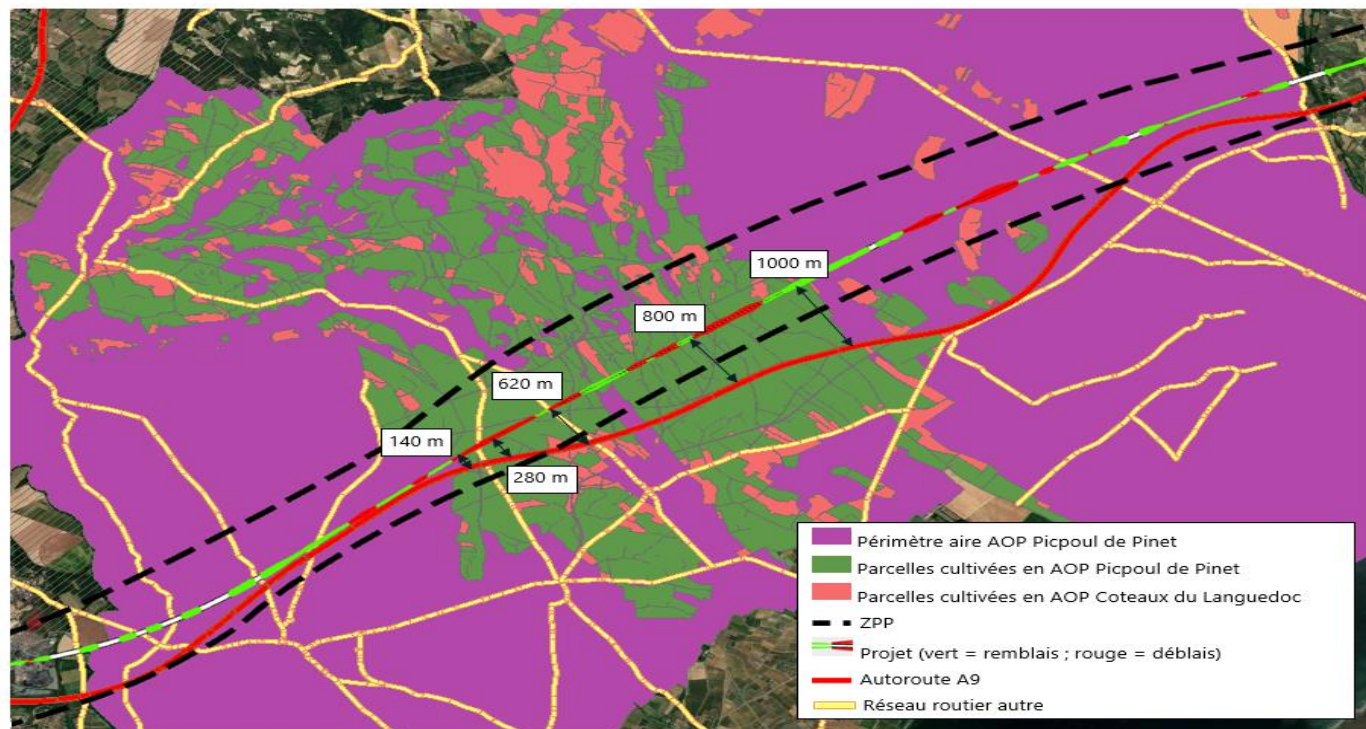 1000 m
800 m
620 m
140 m
280 m
Périmètre aire AOP Picpoul de Pinet
Parcelles cultivées en AOP Picpoul de Pinet
Parcelles cultivées en AOP Coteaux du Languedoc
ZPP
Projet (vert = remblais ; rouge = déblais)
Autoroute A9
Réseau routier autre